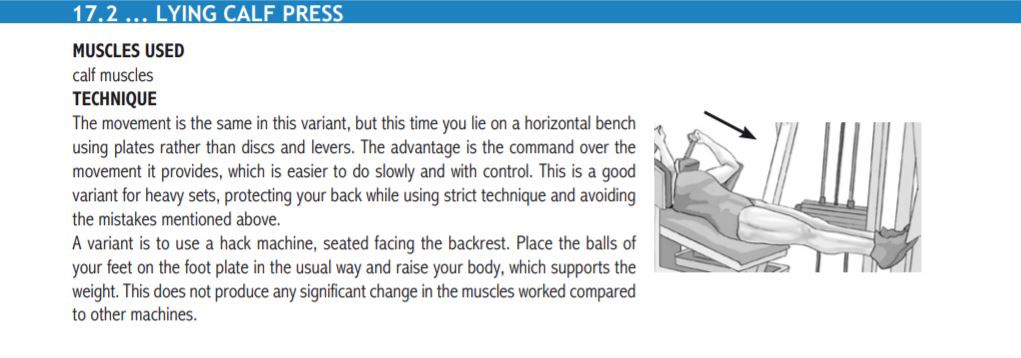 17.2 ... LYING CALF PRESS
MUSCLES USED
calf muscles
TECHNIQUE
The movement is the same in this variant, but this time you lie on a horizontal bench
using plates rather than discs and levers. The advantage is the command over the
movement it provides, which is easier to do slowly and with control. This is a good
variant for heavy sets, protecting your back while using strict technique and avoiding
the mistakes mentioned above.
A variant is to use a hack machine, seated facing the backrest. Place the balls of
your feet on the foot plate in the usual way and raise your body, which supports the
weight. This does not produce any significant change in the muscles worked compared
to other machines.